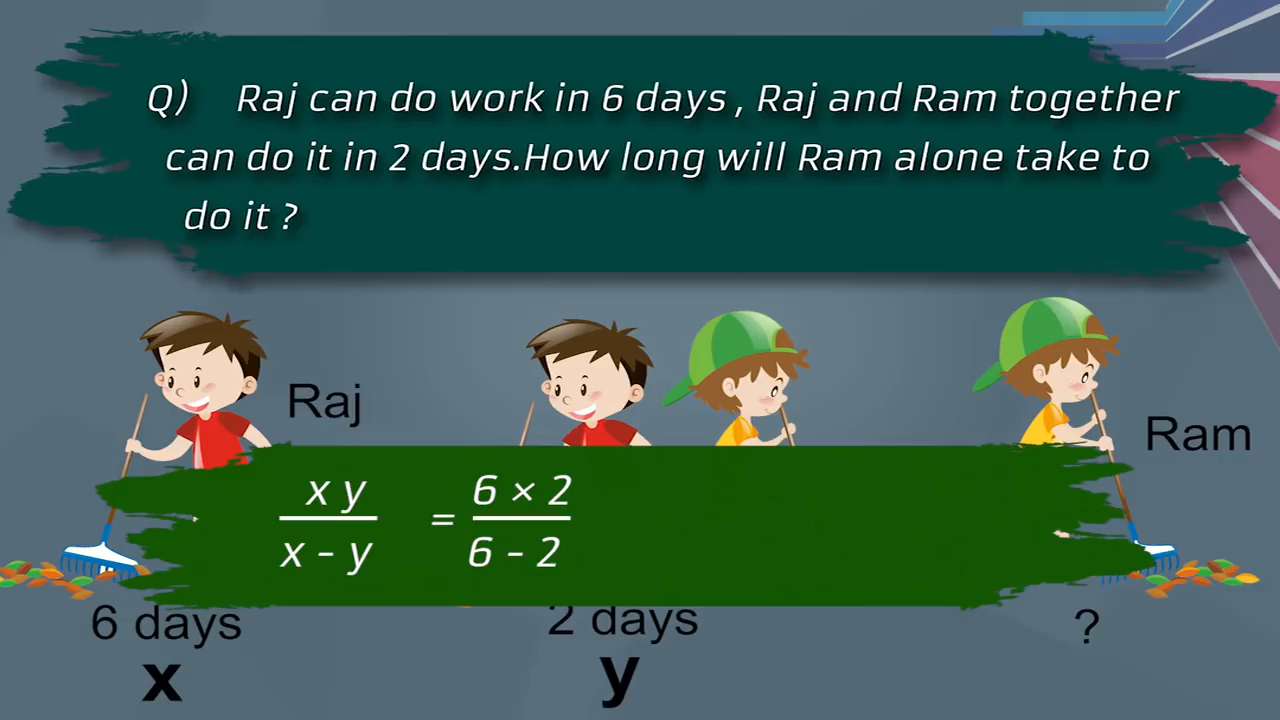 Q) Raj can do work in 6 days , Raj and Ram together
can do it in 2 days.How long will Ram alone take to
do it ?
Raj
Ram
x y
x - y
=
6 × 2
6 - 2
6 days
2 days
?
x
y